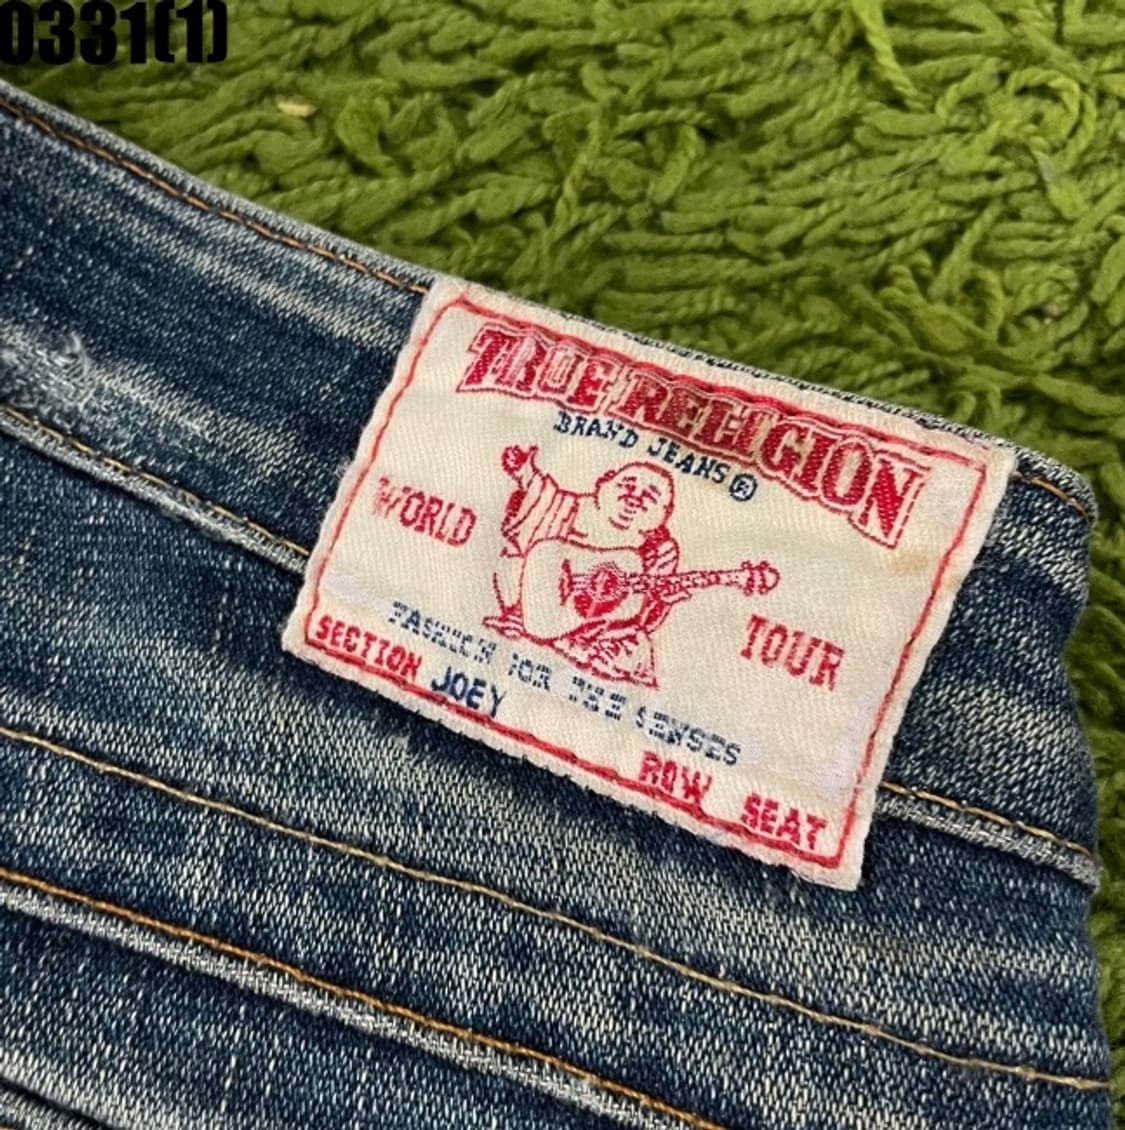 0331(1)
TRUE RELIGION
BRAND JEANS®
WORLD TOUR
FASHION FOR THE SENSES
SECTION JOEY
ROW SEAT